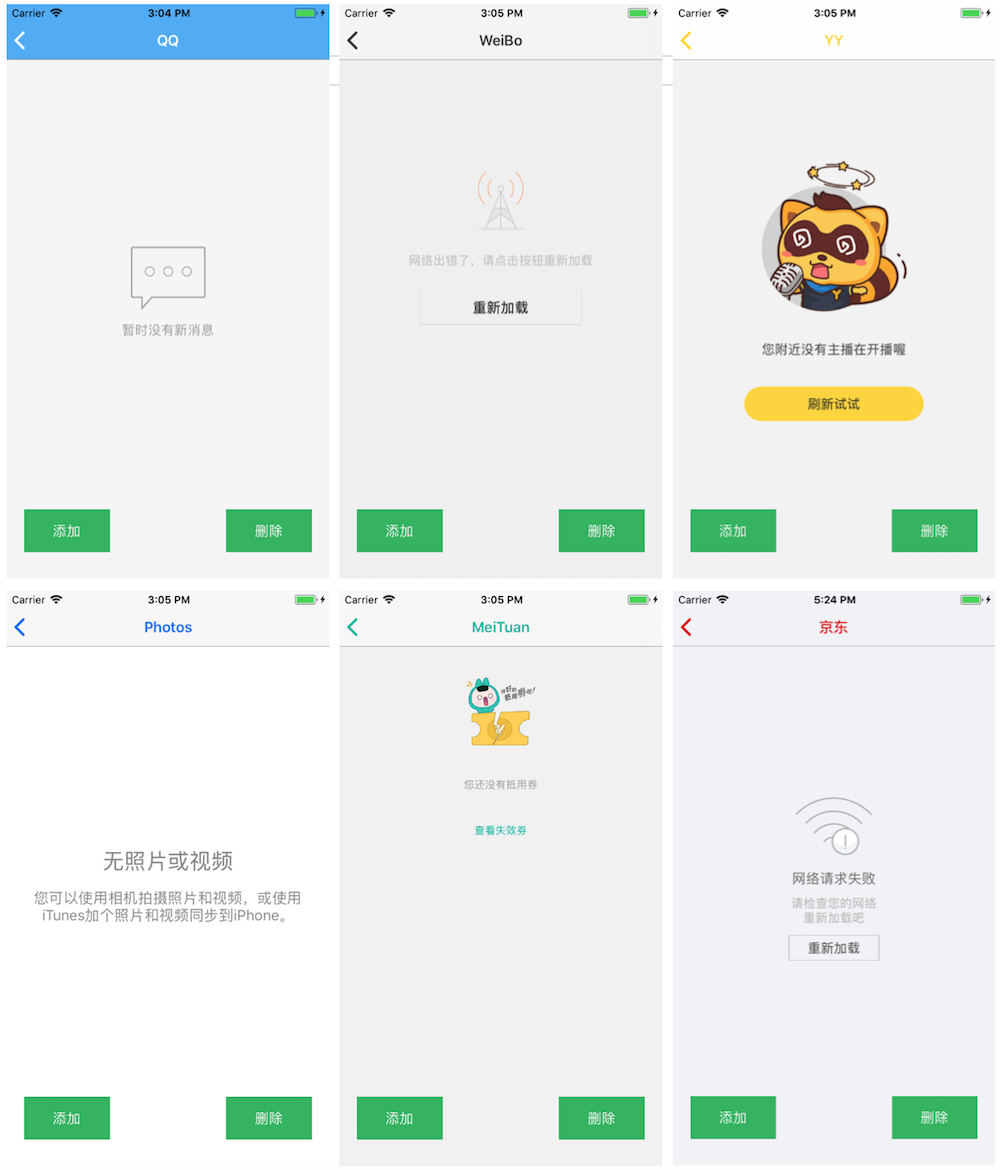 Carrier 3:04 PM
QQ
暂时没有新消息
添加 删除
Carrier 3:05 PM
WeiBo
网络出错了，请点击按钮重新加载
重新加载
添加 删除
Carrier 3:05 PM
YY
Y
您附近没有主播在开播喔
刷新试试
添加 删除
Carrier 3:05 PM
Photos
无照片或视频
您可以使用相机拍摄照片和视频，或使用
iTunes加个照片和视频同步到iPhone。
添加 删除
Carrier 3:05 PM
MeiTuan
您还没有抵用券
查看失效券
添加 删除
Carrier 5:24 PM
京东
网络请求失败
请检查您的网络
重新加载吧
重新加载
添加 删除